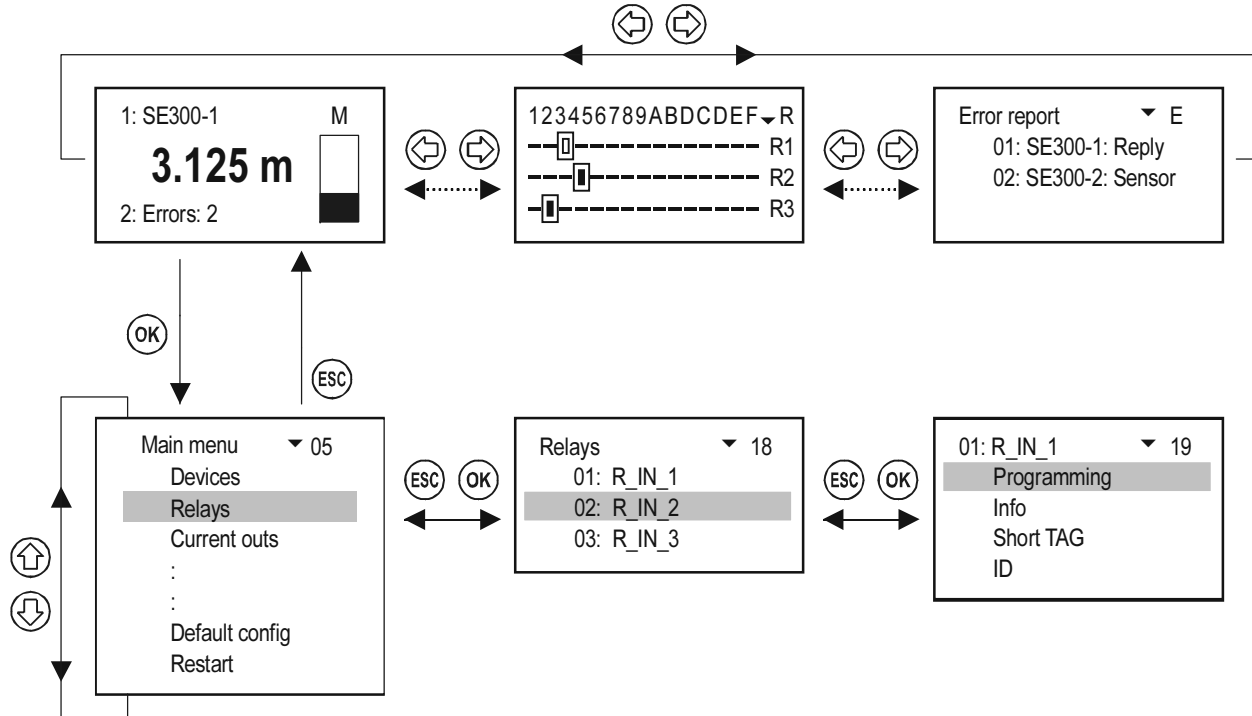 1: SE300-1 M
3.125 m
2: Errors: 2
123456789ABDCDEF R
R1
R2
R3
Error report E
01: SE300-1: Reply
02: SE300-2: Sensor
OK
ESC
Main menu 05
Devices
Relays
Current outs
:
:
Default config
Restart
ESC OK
Relays 18
01: R_IN_1
02: R_IN_2
03: R_IN_3
ESC OK
01: R_IN_1 19
Programming
Info
Short TAG
ID